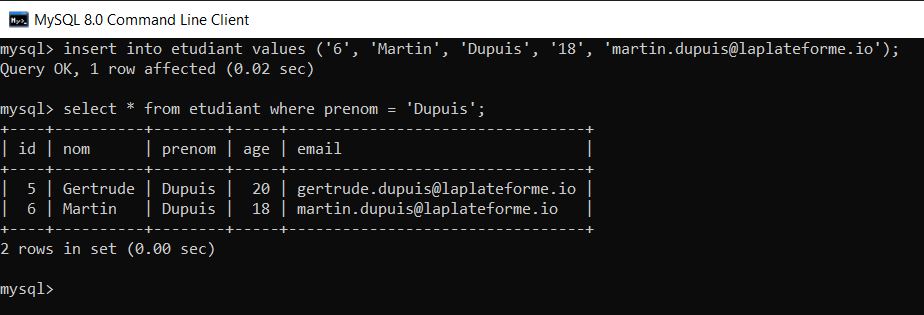 MySQL 8.0 Command Line Client
mysql> insert into etudiant values ('6', 'Martin', 'Dupuis', '18', 'martin.dupuis@laplateforme.io');
Query OK, 1 row affected (0.02 sec)
mysql> select * from etudiant where prenom = 'Dupuis';
+----+----------+--------+-----+--------------------------------+
| id | nom      | prenom | age | email                          |
+----+----------+--------+-----+--------------------------------+
|  5 | Gertrude | Dupuis |  20 | gertrude.dupuis@laplateforme.io |
|  6 | Martin   | Dupuis |  18 | martin.dupuis@laplateforme.io   |
+----+----------+--------+-----+--------------------------------+
2 rows in set (0.00 sec)
mysql>